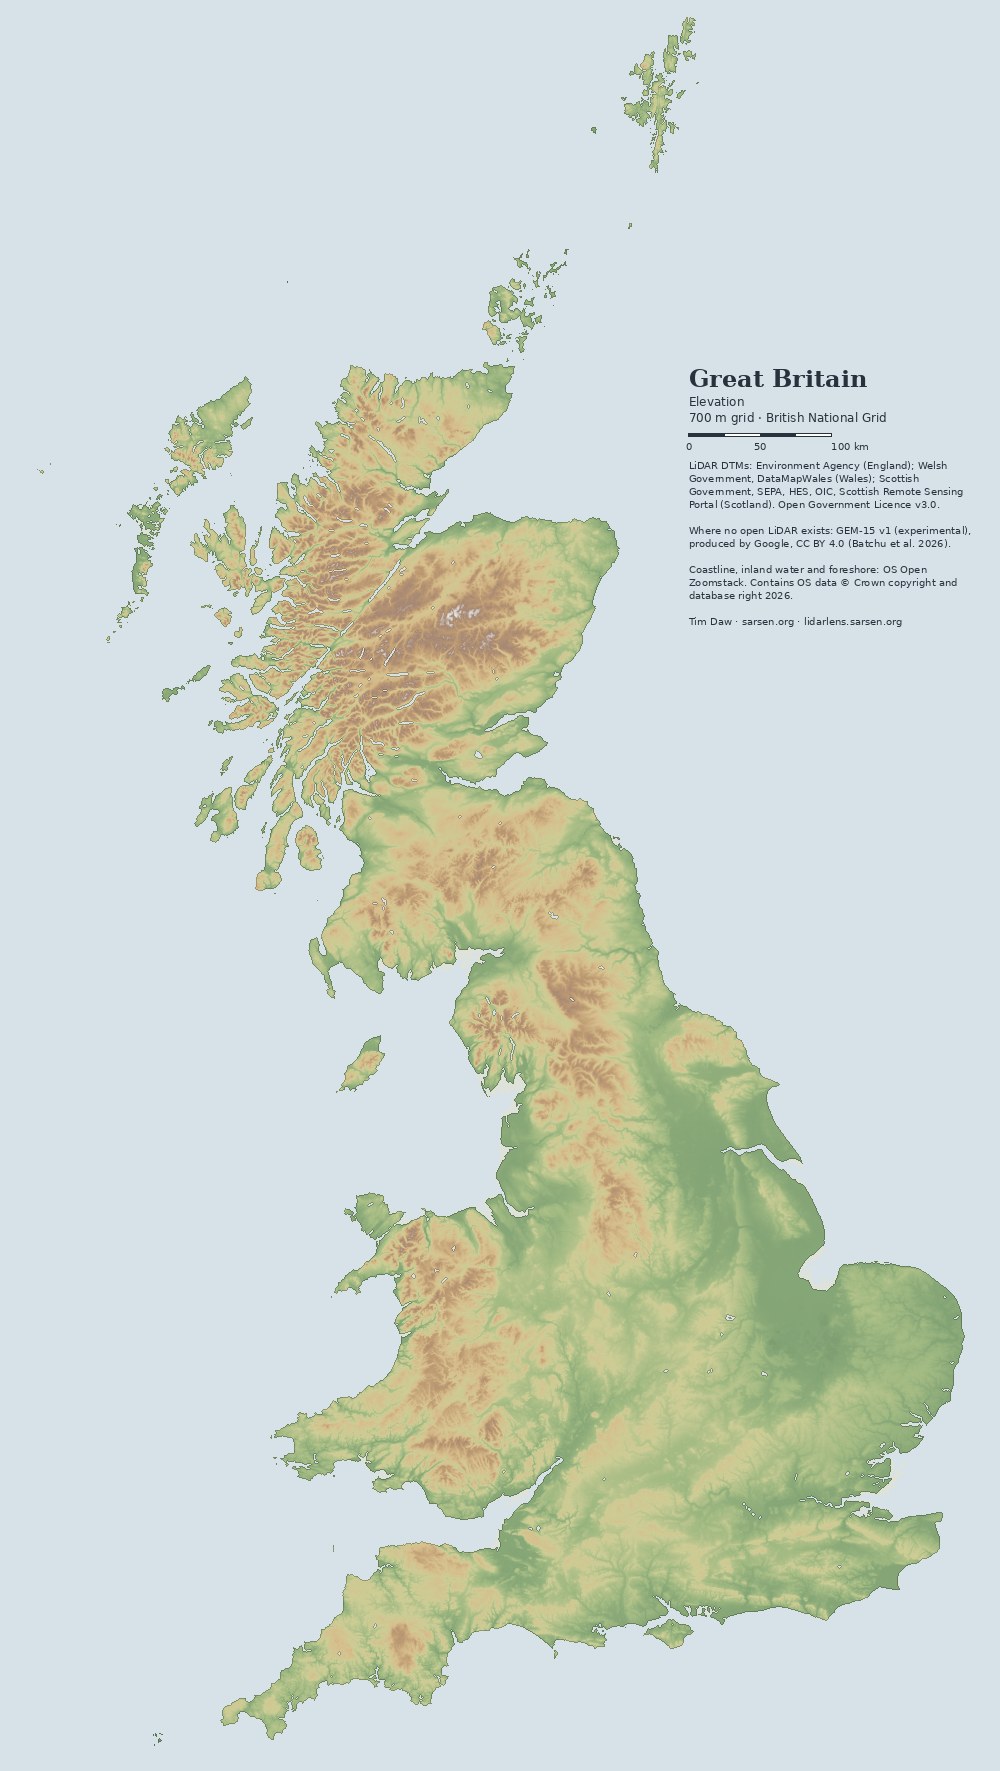 Great Britain
Elevation
700 m grid · British National Grid
0 50 100 km
LiDAR DTMs: Environment Agency (England); Welsh
Government, DataMapWales (Wales); Scottish
Government, SEPA, HES, OIC, Scottish Remote Sensing
Portal (Scotland). Open Government Licence v3.0.
Where no open LiDAR exists: GEM-15 v1 (experimental),
produced by Google, CC BY 4.0 (Batchu et al. 2026).
Coastline, inland water and foreshore: OS Open
Zoomstack. Contains OS data © Crown copyright and
database right 2026.
Tim Daw · sarsen.org · lidarlens.sarsen.org